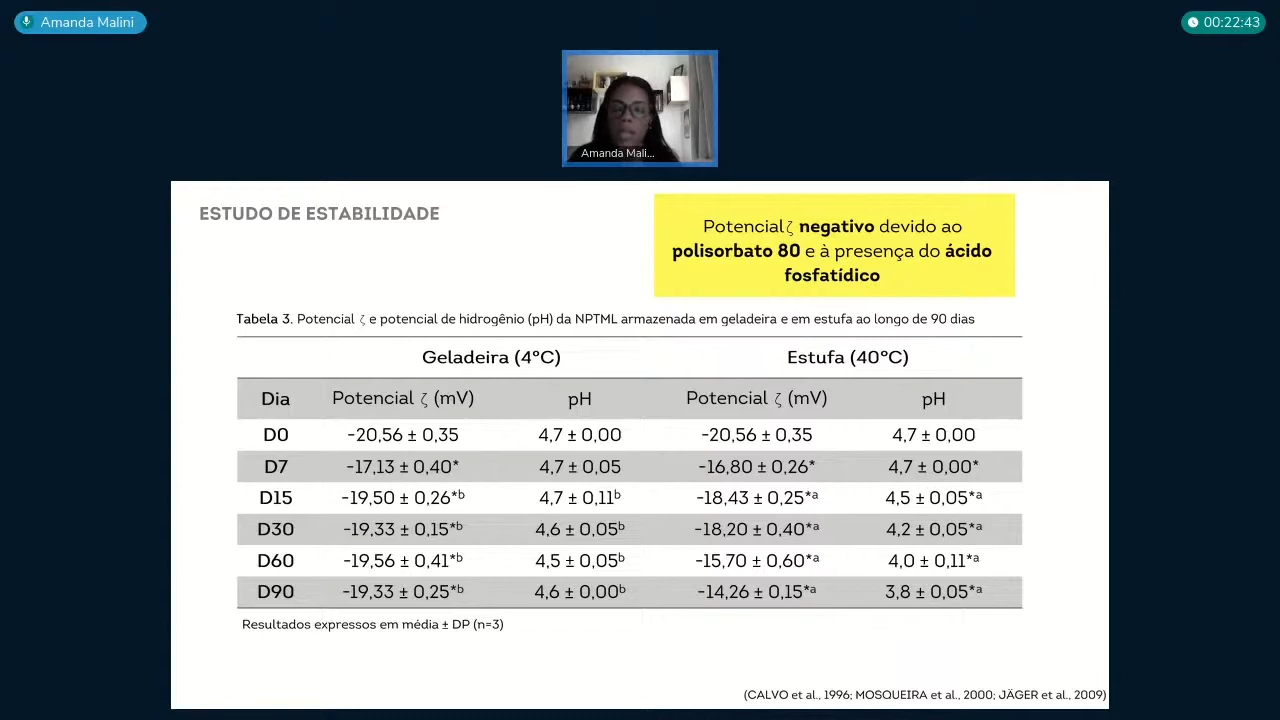 Amanda Malini
00:22:43
Amanda Mali...
ESTUDO DE ESTABILIDADE
Potencial ζ negativo devido ao
polisorbato 80 e à presença do ácido
fosfatídico
Tabela 3. Potencial ζ e potencial de hidrogênio (pH) da NPTML armazenada em geladeira e em estufa ao longo de 90 dias
Geladeira (4°C) Estufa (40°C)
Dia Potencial ζ (mV) pH Potencial ζ (mV) pH
D0 -20,56 ± 0,35 4,7 ± 0,00 -20,56 ± 0,35 4,7 ± 0,00
D7 -17,13 ± 0,40* 4,7 ± 0,05 -16,80 ± 0,26* 4,7 ± 0,00*
D15 -19,50 ± 0,26*ᵇ 4,7 ± 0,11ᵇ -18,43 ± 0,25*ᵃ 4,5 ± 0,05*ᵃ
D30 -19,33 ± 0,15*ᵇ 4,6 ± 0,05ᵇ -18,20 ± 0,40*ᵃ 4,2 ± 0,05*ᵃ
D60 -19,56 ± 0,41*ᵇ 4,5 ± 0,05ᵇ -15,70 ± 0,60*ᵃ 4,0 ± 0,11*ᵃ
D90 -19,33 ± 0,25*ᵇ 4,6 ± 0,00ᵇ -14,26 ± 0,15*ᵃ 3,8 ± 0,05*ᵃ
Resultados expressos em média ± DP (n=3)
(CALVO et al., 1996; MOSQUEIRA et al., 2000; JÄGER et al., 2009)